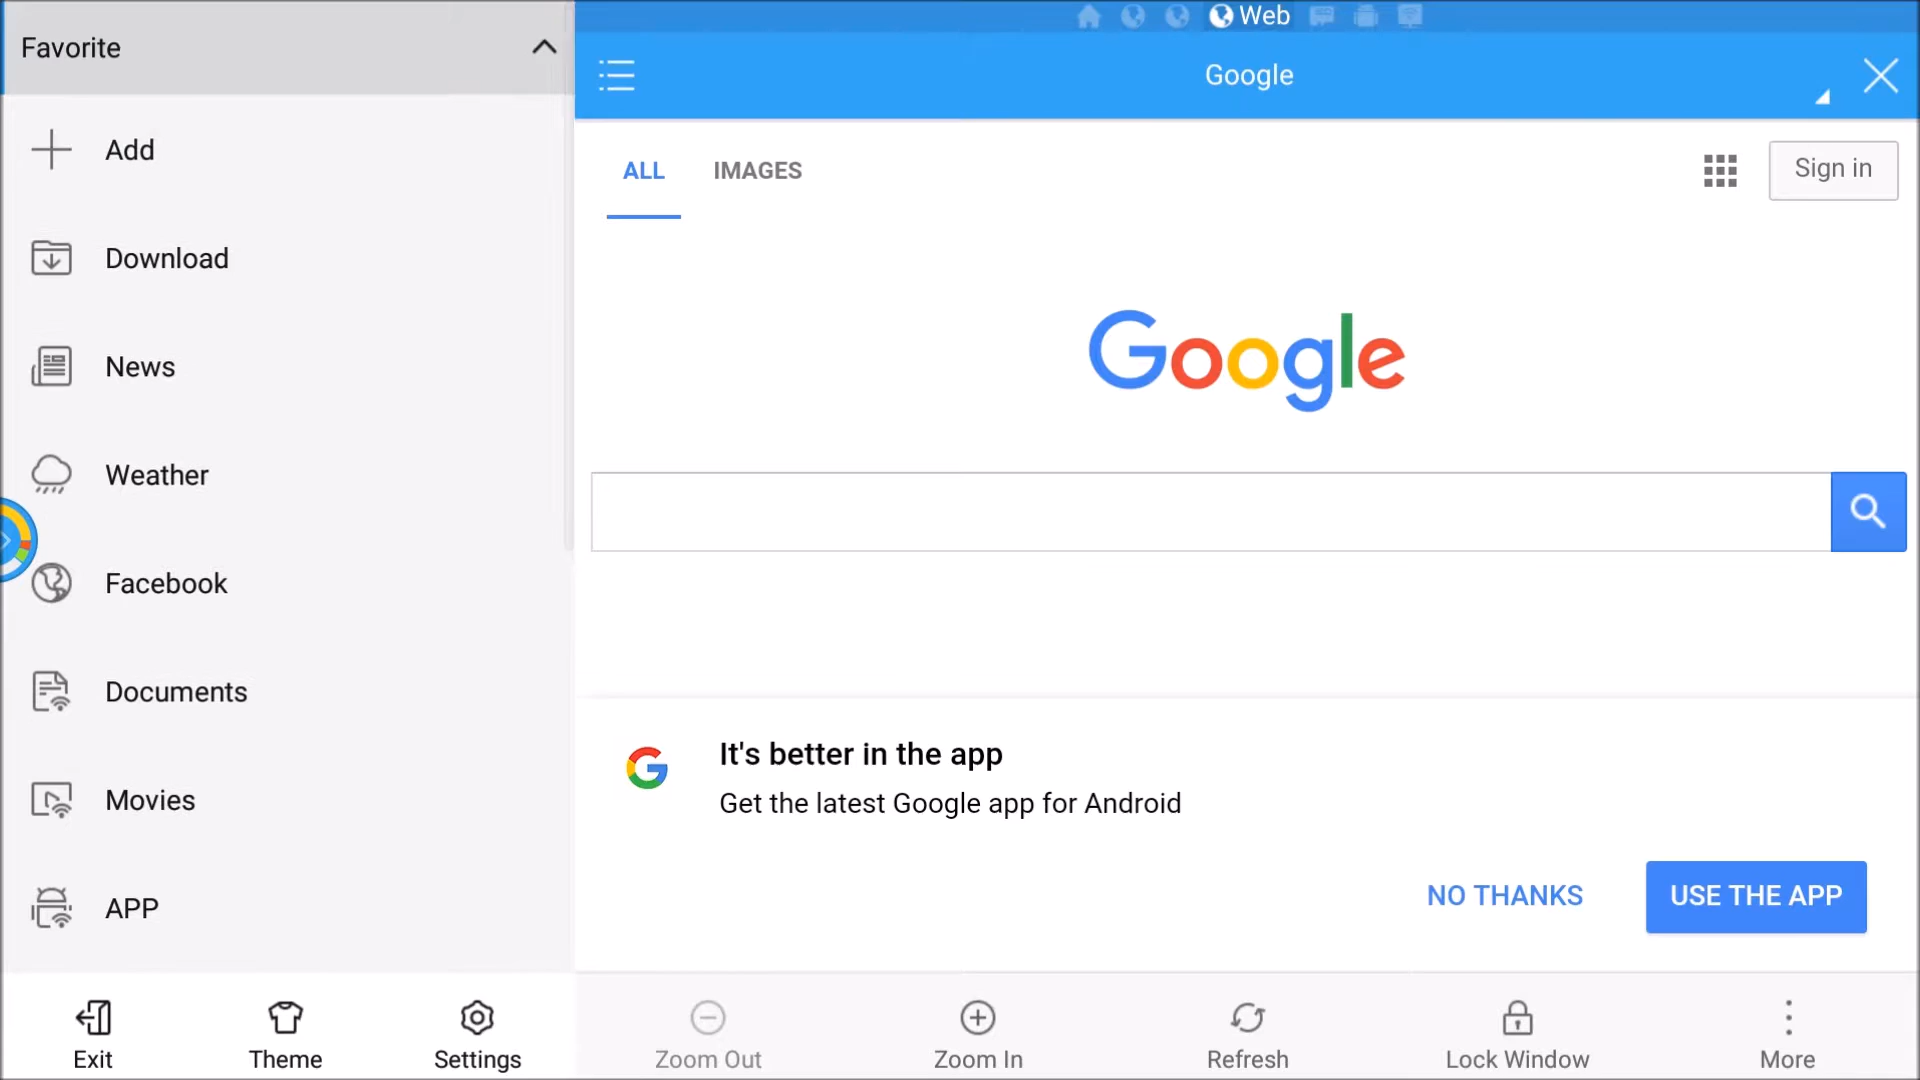 Favorite
Add
Download
News
Weather
Facebook
Documents
Movies
APP
Exit
Theme
Settings
Web
Google
ALL
IMAGES
Sign in
Google
It's better in the app
Get the latest Google app for Android
NO THANKS
USE THE APP
Zoom Out
Zoom In
Refresh
Lock Window
More